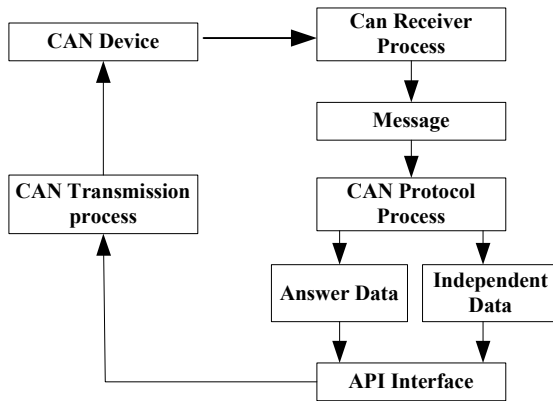 CAN Device
Can Receiver
Process
Message
CAN Transmission
process
CAN Protocol
Process
Answer Data
Independent
Data
API Interface